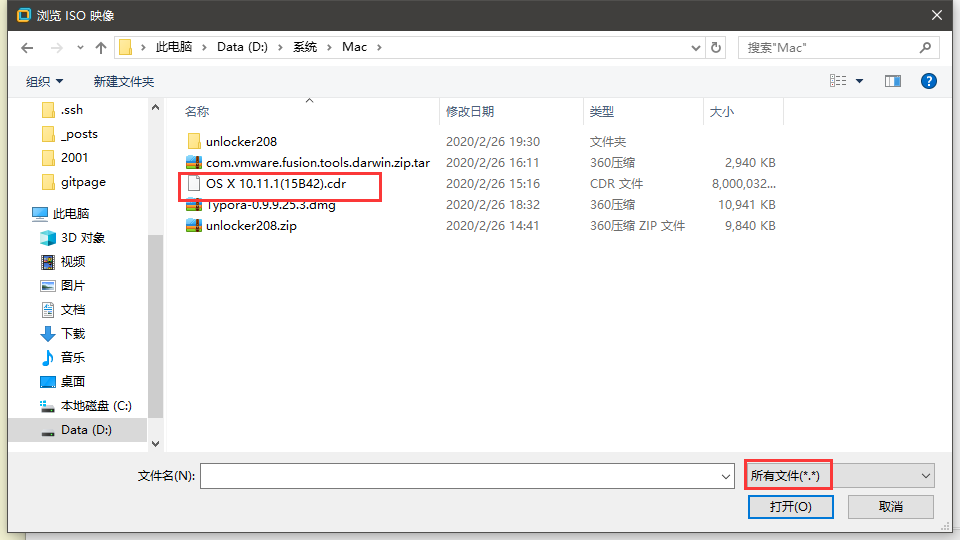 浏览 ISO 映像
此电脑 > Data (D:) > 系统 > Mac >
搜索"Mac"
组织 新建文件夹
名称 修改日期 类型 大小
.ssh
_posts
2001
gitpage
此电脑
3D 对象
视频
图片
文档
下载
音乐
桌面
本地磁盘 (C:)
Data (D:)
unlocker208 2020/2/26 19:30 文件夹
com.vmware.fusion.tools.darwin.zip.tar 2020/2/26 16:11 360压缩 2,940 KB
OS X 10.11.1(15B42).cdr 2020/2/26 15:16 CDR 文件 8,000,032...
Typora-0.9.9.25.3.dmg 2020/2/26 18:32 360压缩 10,941 KB
unlocker208.zip 2020/2/26 14:41 360压缩 ZIP 文件 9,840 KB
文件名(N): 所有文件(*.*)
打开(O) 取消